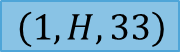 (1, H, 33)